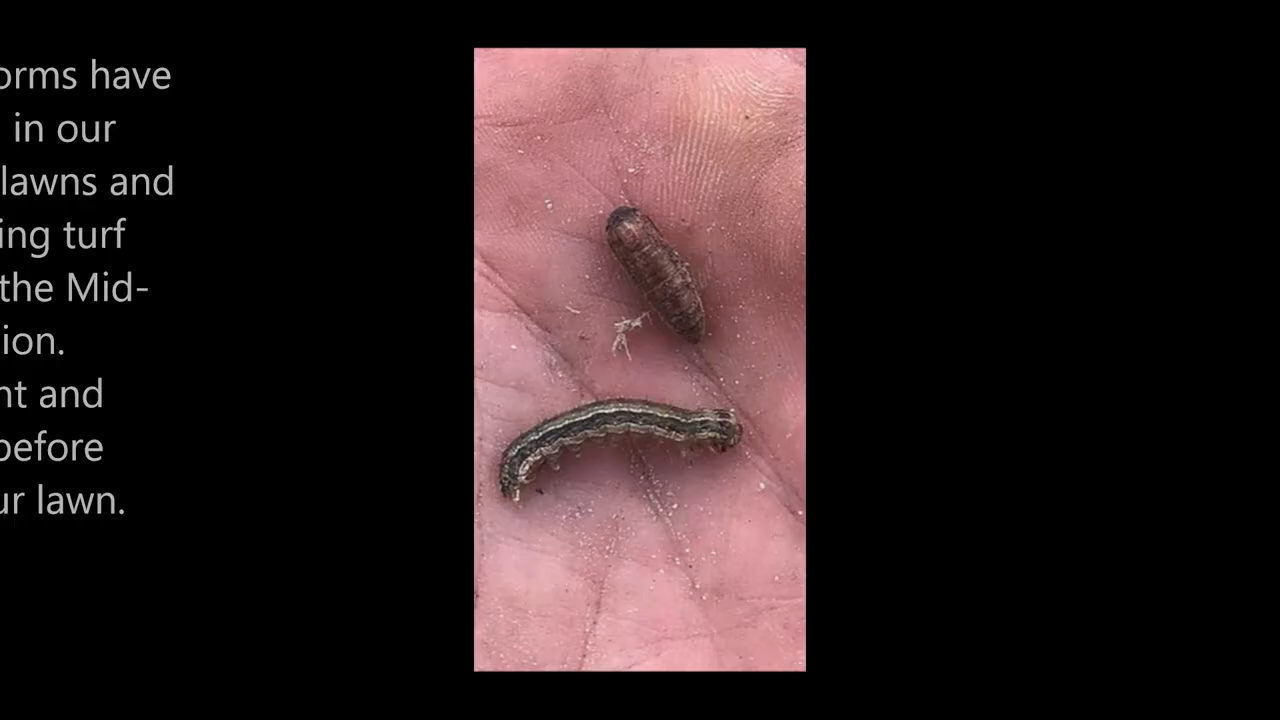 orms have
in our
lawns and
ing turf
the Mid-
ion.
nt and
before
ur lawn.